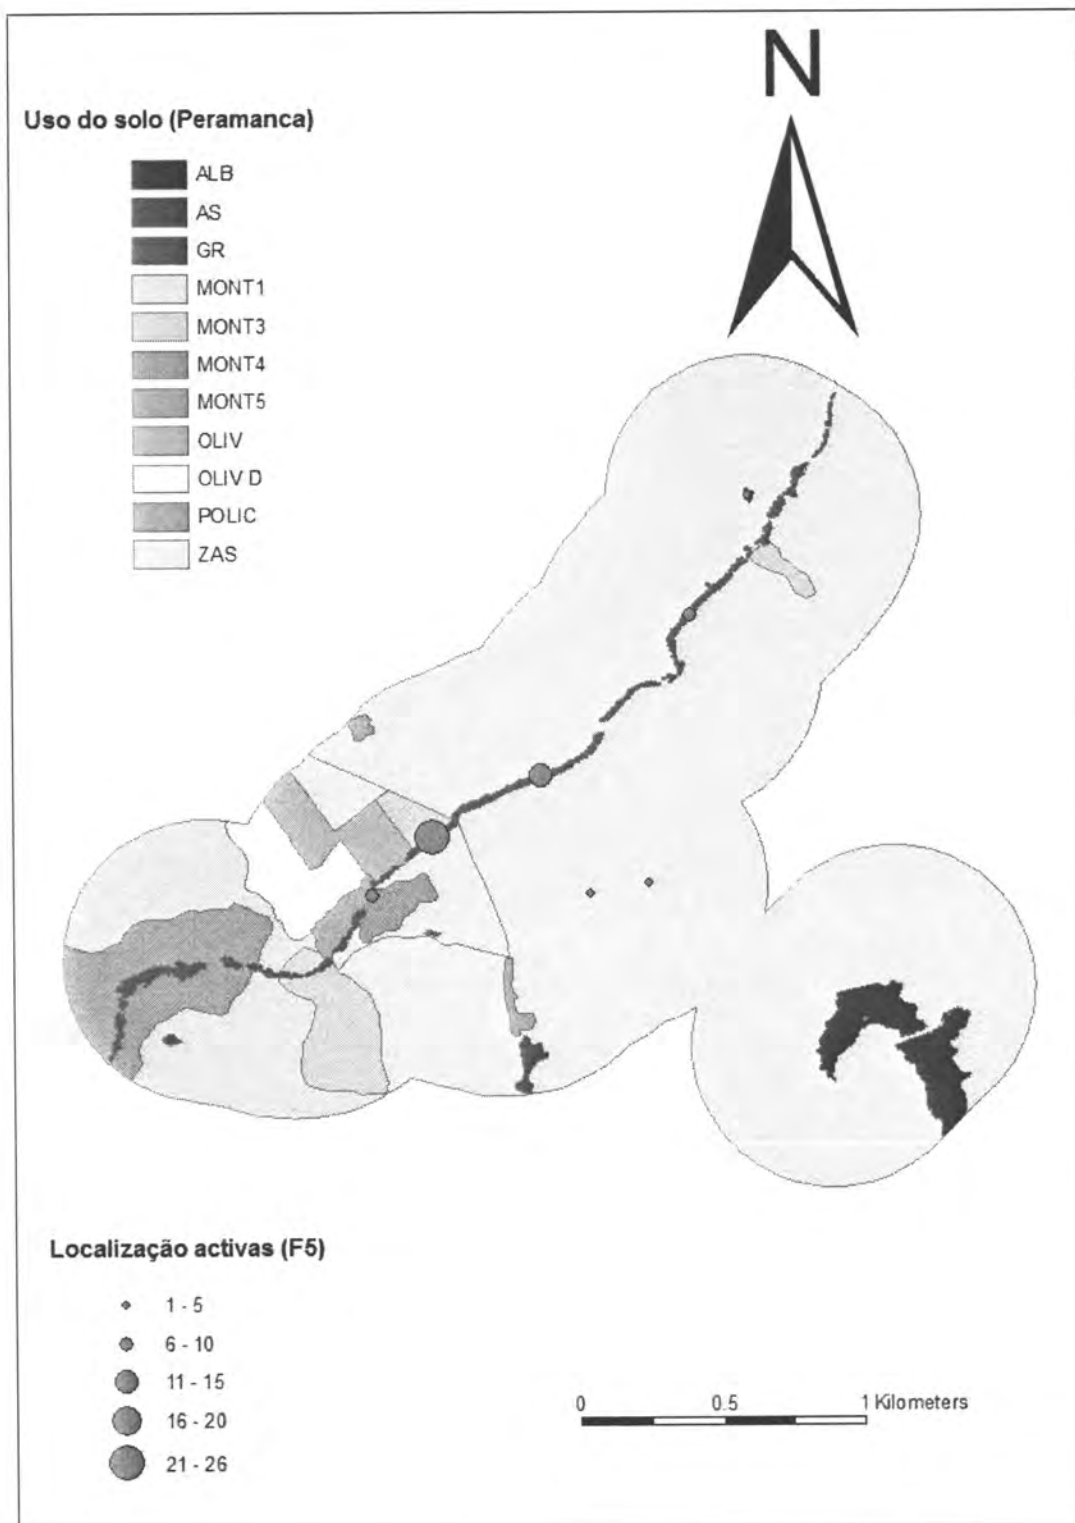 N
Uso do solo (Peramanca)
ALB
AS
GR
MONT1
MONT3
MONT4
MONT5
OLIV
OLIV D
POLIC
ZAS
Localização activas (F5)
1 - 5
6 - 10
11 - 15
16 - 20
21 - 26
0 0.5 1 Kilometers